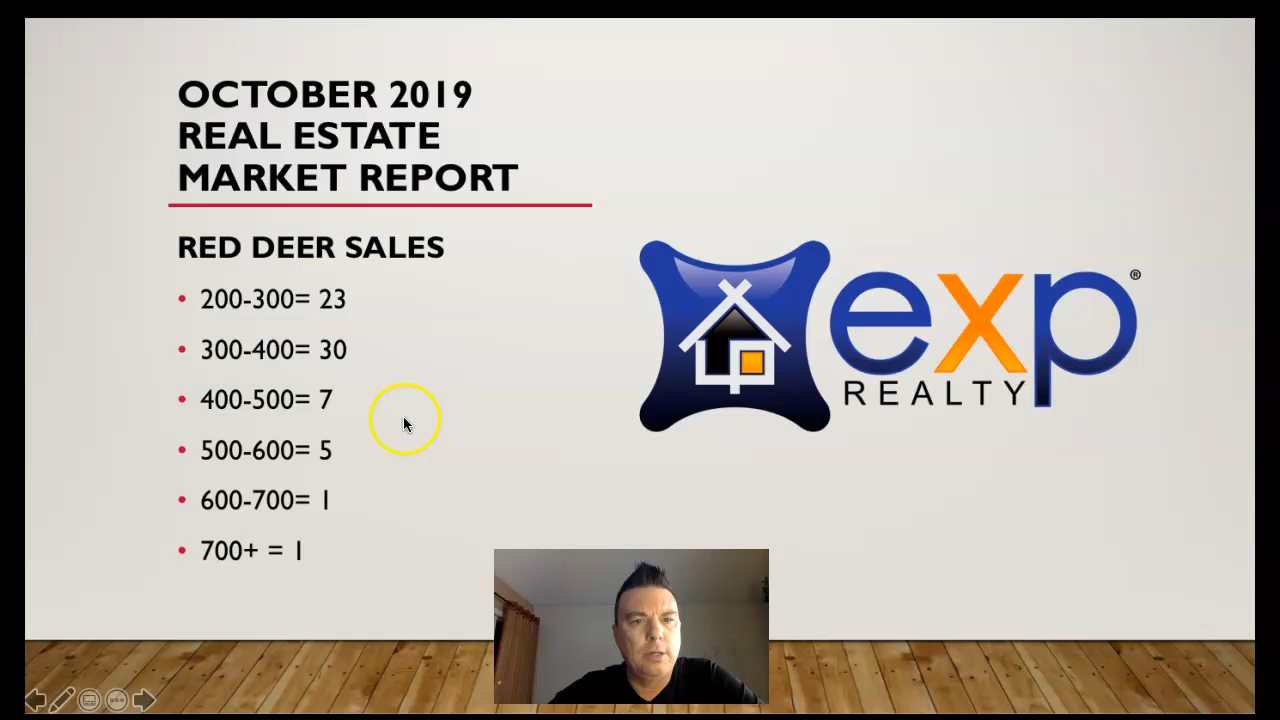 OCTOBER 2019
REAL ESTATE
MARKET REPORT
RED DEER SALES
• 200-300= 23
• 300-400= 30
• 400-500= 7
• 500-600= 5
• 600-700= 1
• 700+ = 1
exp®
REALTY